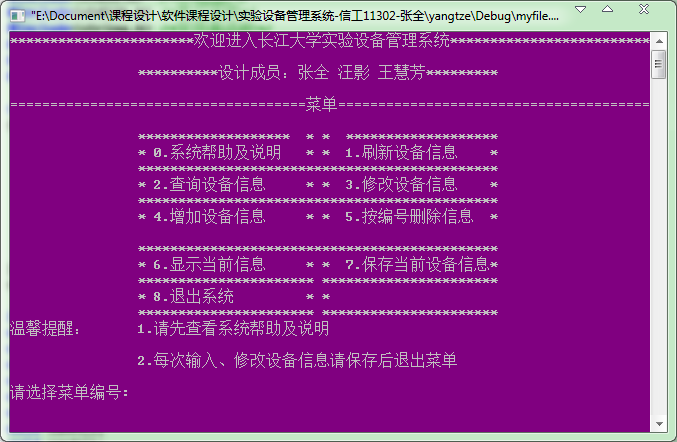 "E:\Document\课程设计\软件课程设计\实验设备管理系统-信工11302-张全\yangtze\Debug\myfile....
***********************欢迎进入长江大学实验设备管理系统*************************
**********设计成员：张全 汪影 王慧芳*********
=====================================菜单=======================================
******************* * * *******************
* 0.系统帮助及说明 * * 1.刷新设备信息 *
*********************************************
* 2.查询设备信息 * * 3.修改设备信息 *
*********************************************
* 4.增加设备信息 * * 5.按编号删除信息 *
*********************************************
* 6.显示当前信息 * * 7.保存当前设备信息*
********************** **********************
* 8.退出系统 * *
********************** **********************
温馨提醒： 1.请先查看系统帮助及说明
2.每次输入、修改设备信息请保存后退出菜单
请选择菜单编号：